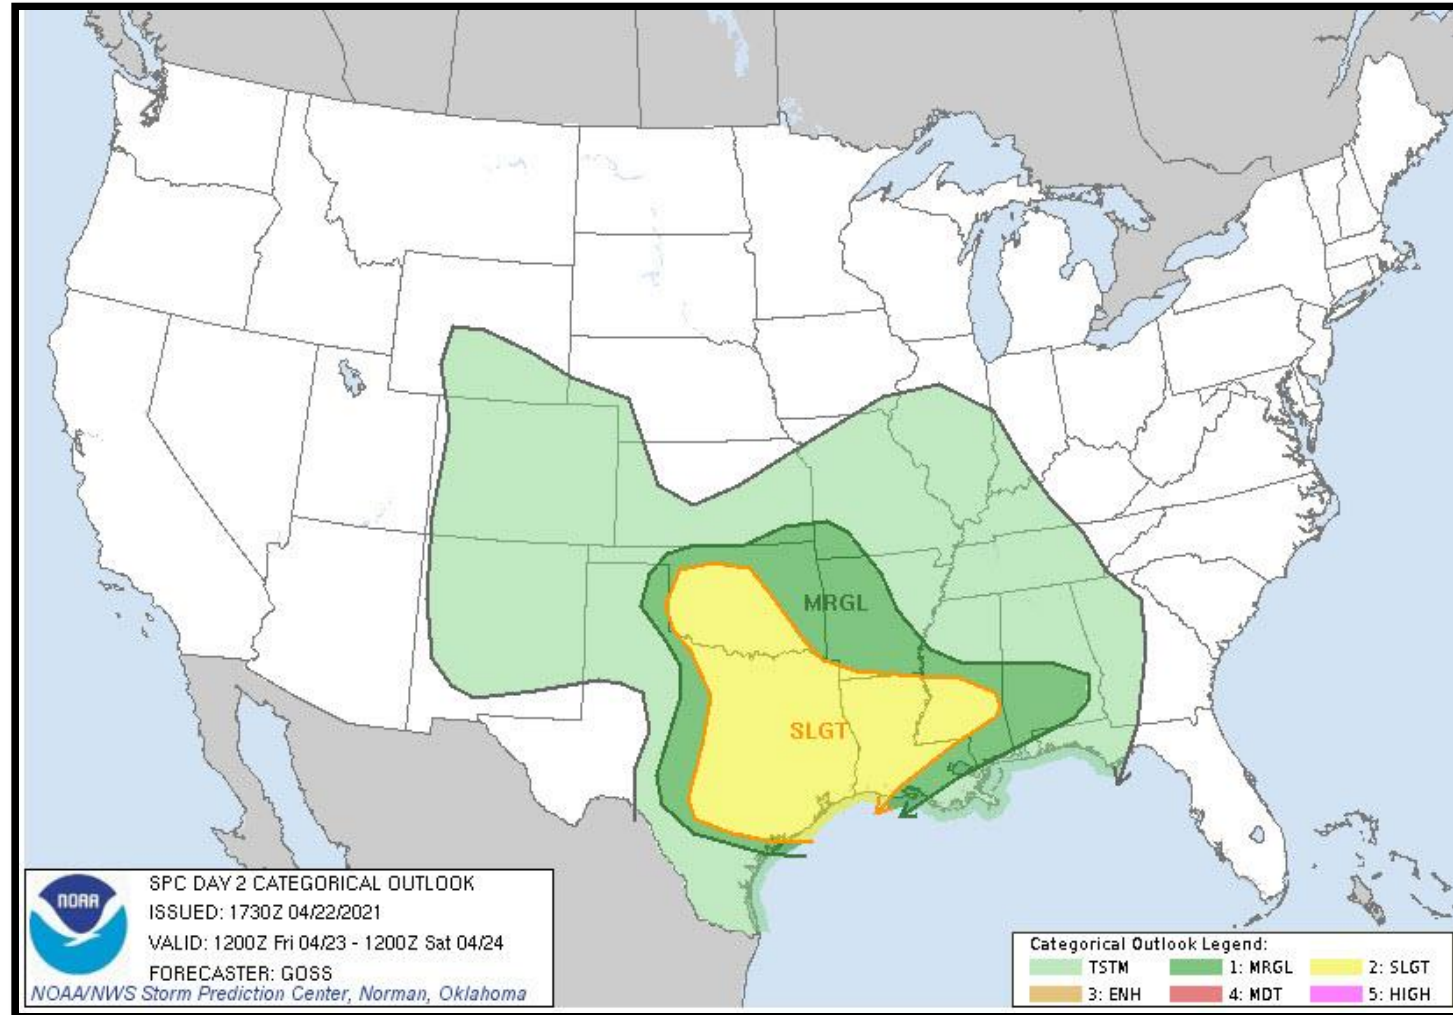 MRGL
SLGT
NOAA
SPC DAY 2 CATEGORICAL OUTLOOK
ISSUED: 1730Z 04/22/2021
VALID: 1200Z Fri 04/23 - 1200Z Sat 04/24
FORECASTER: GOSS
NOAA/NWS Storm Prediction Center, Norman, Oklahoma
Categorical Outlook Legend:
TSTM 1: MRGL 2: SLGT
3: ENH 4: MDT 5: HIGH